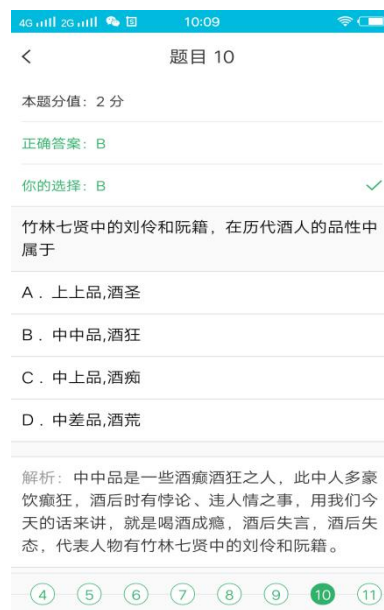 4G 2G 10:09
题目 10
本题分值：2 分
正确答案：B
你的选择：B
竹林七贤中的刘伶和阮籍，在历代酒人的品性中
属于
A．上上品,酒圣
B．中中品,酒狂
C．中上品,酒痴
D．中差品,酒荒
解析：中中品是一些酒癫酒狂之人，此中人多豪
饮癫狂，酒后时有悖论、违人情之事，用我们今
天的话来讲，就是喝酒成瘾，酒后失言，酒后失
态，代表人物有竹林七贤中的刘伶和阮籍。
4 5 6 7 8 9 10 11